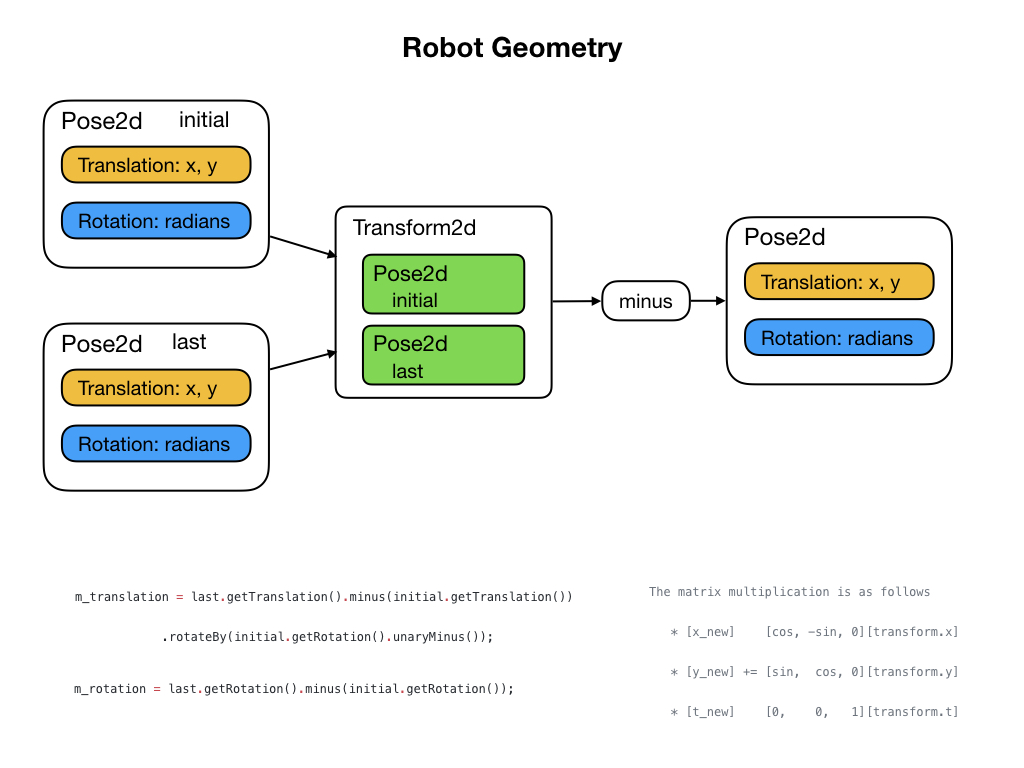 Robot Geometry
Pose2d initial
Translation: x, y
Rotation: radians
Pose2d last
Translation: x, y
Rotation: radians
Transform2d
Pose2d
initial
Pose2d
last
minus
Pose2d
Translation: x, y
Rotation: radians
m_translation = last.getTranslation().minus(initial.getTranslation())
.rotateBy(initial.getRotation().unaryMinus());
m_rotation = last.getRotation().minus(initial.getRotation());
The matrix multiplication is as follows
* [x_new]    [cos, −sin, 0][transform.x]
* [y_new] += [sin,  cos, 0][transform.y]
* [t_new]    [0,    0,   1][transform.t]